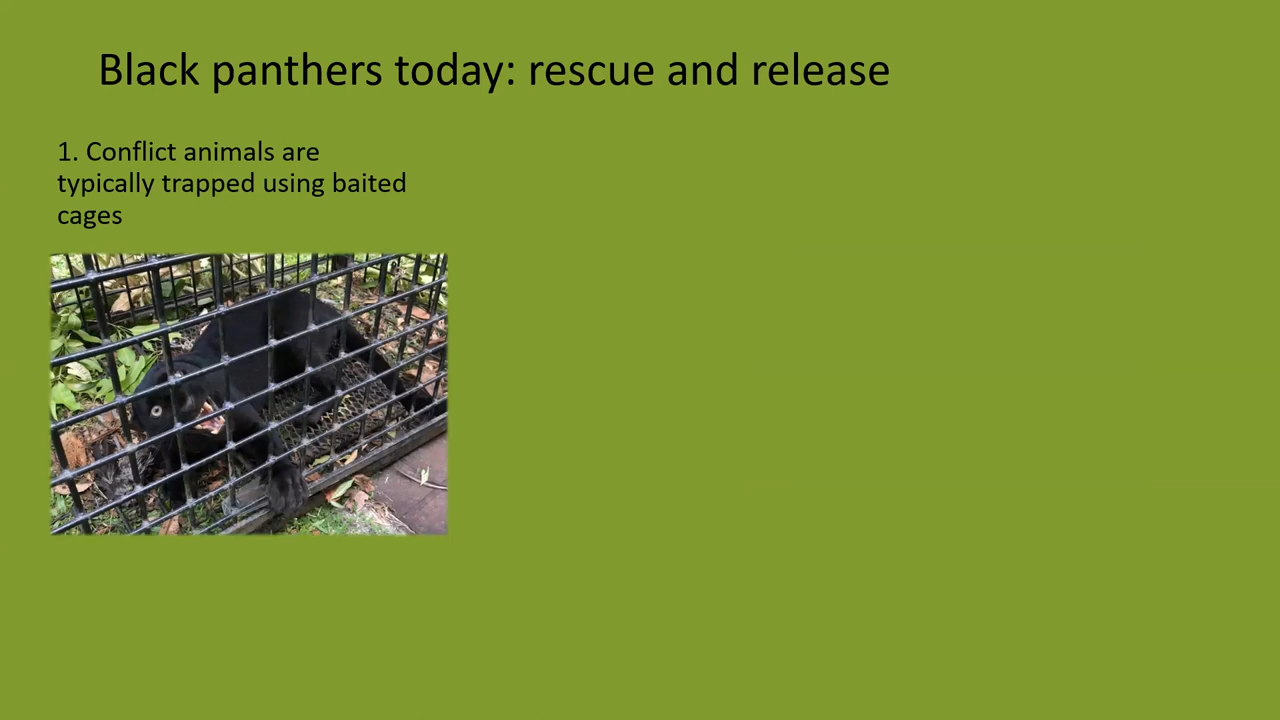 Black panthers today: rescue and release
1. Conflict animals are
typically trapped using baited
cages